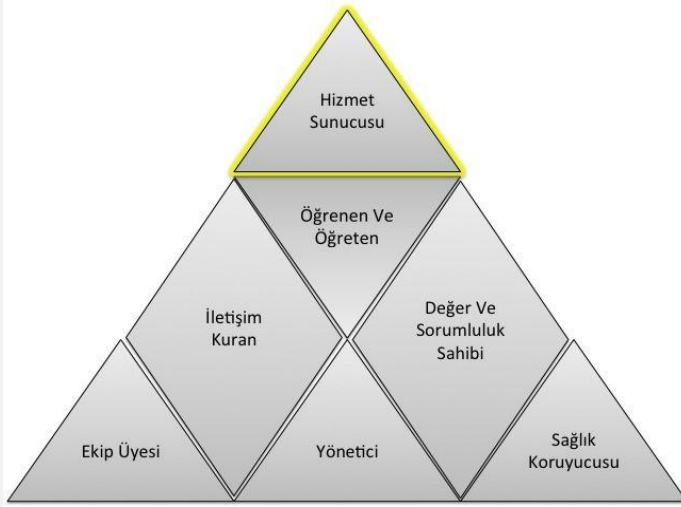 Hizmet
Sunucusu
Öğrenen Ve
Öğreten
İletişim
Kuran
Değer Ve
Sorumluluk
Sahibi
Ekip Üyesi
Yönetici
Sağlık
Koruyucusu